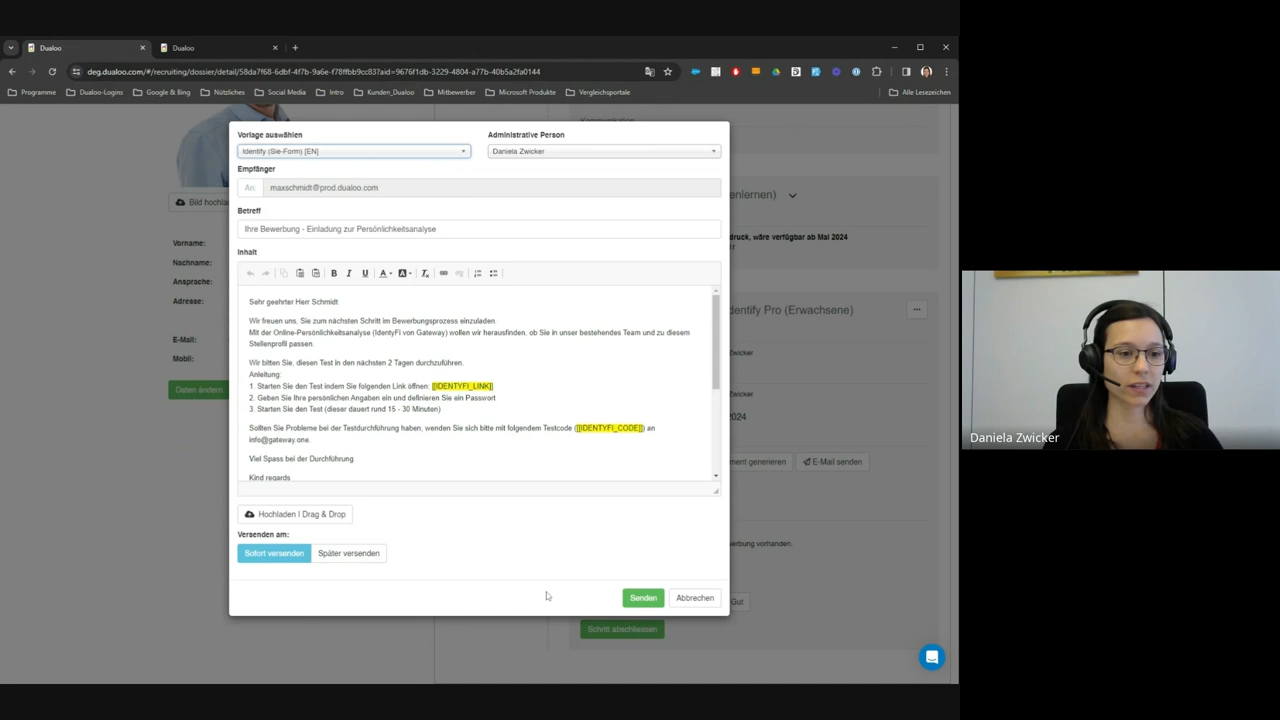 Dualoo
Dualoo
deg.dualoo.com/#/recruiting/dossier/detail/58da7f68-6dbf-4f7b-9a6e-f78ffbb9cc83?aid=9676f1db-3229-4804-a77b-40b5a2fa0144
Programme
Dualoo-Logins
Google & Bing
Nützliches
Social Media
Intro
Kunden_Dualoo
Mitbewerber
Microsoft Produkte
Vergleichsportale
Alle Lesezeichen
Kommunikation
Vorlage auswählen
Administrative Person
Identify (Sie-Form) [EN]
Daniela Zwicker
Empfänger
An:
maxschmidt@prod.dualoo.com
Betreff
Ihre Bewerbung - Einladung zur Persönlichkeitsanalyse
Inhalt
Sehr geehrter Herr Schmidt
Wir freuen uns, Sie zum nächsten Schritt im Bewerbungsprozess einzuladen.
Mit der Online-Persönlichkeitsanalyse (IdentyFi von Gateway) wollen wir herausfinden, ob Sie in unser bestehendes Team und zu diesem
Stellenprofil passen.
Wir bitten Sie, diesen Test in den nächsten 2 Tagen durchzuführen.
Anleitung:
1. Starten Sie den Test indem Sie folgenden Link öffnen: [[IDENTYFI_LINK]]
2. Geben Sie Ihre persönlichen Angaben ein und definieren Sie ein Passwort
3. Starten Sie den Test (dieser dauert rund 15 - 30 Minuten)
Sollten Sie Probleme bei der Testdurchführung haben, wenden Sie sich bitte mit folgendem Testcode ([[IDENTYFI_CODE]]) an
info@gateway.one.
Viel Spass bei der Durchführung.
Kind regards
Hochladen I Drag & Drop
Versenden am:
Sofort versenden
Später versenden
Senden
Abbrechen
Bild hochla
Vorname:
Nachname:
Ansprache:
Adresse:
E-Mail:
Mobil:
Daten ändern
enlernen)
druck, wäre verfügbar ab Mai 2024
entify Pro (Erwachsene)
Zwicker
Zwicker
2024
ment generieren
E-Mail senden
erbung vorhanden.
Gut
Schritt abschliessen
Daniela Zwicker